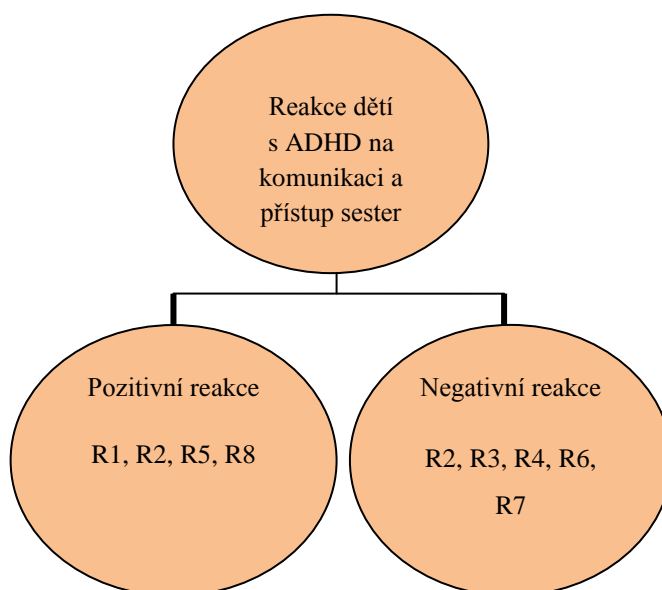 Reakce dětí
s ADHD na
komunikaci a
přístup sester
Pozitivní reakce
R1, R2, R5, R8
Negativní reakce
R2, R3, R4, R6,
R7